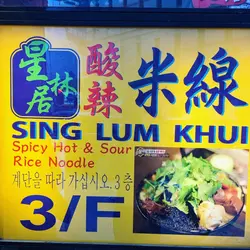 星林居
酸辣 米線
SING LUM KHUI
Spicy Hot & Sour
Rice Noodle
계단을 따라 가십시오. 3 층
3/F